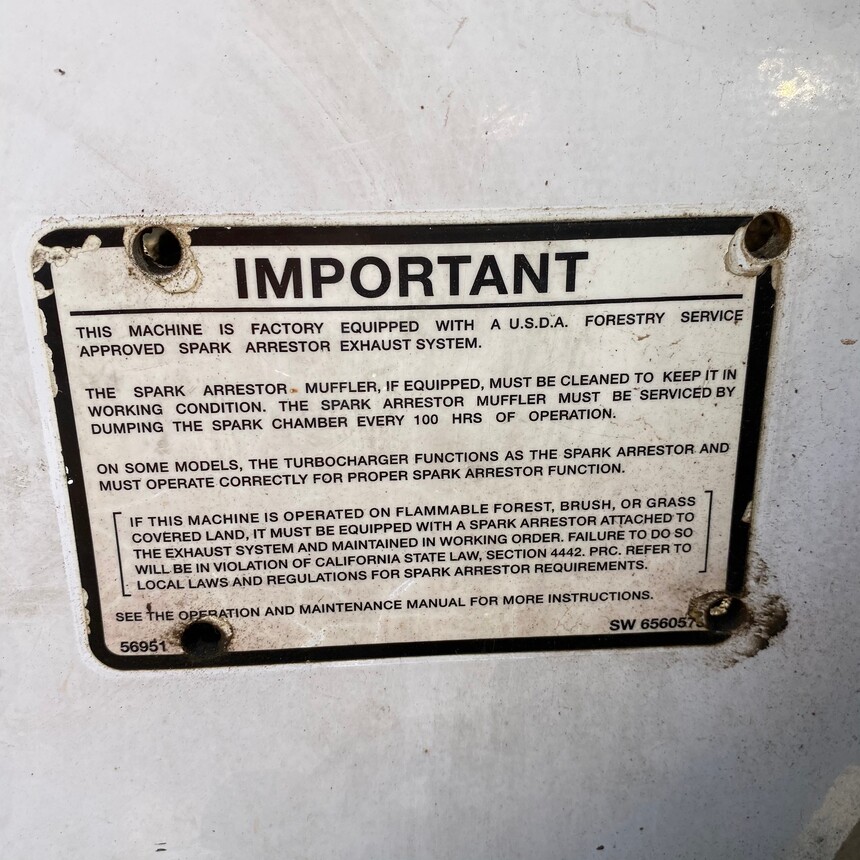 IMPORTANT
THIS MACHINE IS FACTORY EQUIPPED WITH A U.S.D.A. FORESTRY SERVICE
APPROVED SPARK ARRESTOR EXHAUST SYSTEM.
THE SPARK ARRESTOR MUFFLER, IF EQUIPPED, MUST BE CLEANED TO KEEP IT IN
WORKING CONDITION. THE SPARK ARRESTOR MUFFLER MUST BE SERVICED BY
DUMPING THE SPARK CHAMBER EVERY 100 HRS OF OPERATION.
ON SOME MODELS, THE TURBOCHARGER FUNCTIONS AS THE SPARK ARRESTOR AND
MUST OPERATE CORRECTLY FOR PROPER SPARK ARRESTOR FUNCTION.
IF THIS MACHINE IS OPERATED ON FLAMMABLE FOREST, BRUSH, OR GRASS
COVERED LAND, IT MUST BE EQUIPPED WITH A SPARK ARRESTOR ATTACHED TO
THE EXHAUST SYSTEM AND MAINTAINED IN WORKING ORDER. FAILURE TO DO SO
WILL BE IN VIOLATION OF CALIFORNIA STATE LAW, SECTION 4442. PRC. REFER TO
LOCAL LAWS AND REGULATIONS FOR SPARK ARRESTOR REQUIREMENTS.
SEE THE OPERATION AND MAINTENANCE MANUAL FOR MORE INSTRUCTIONS.
56951 SW